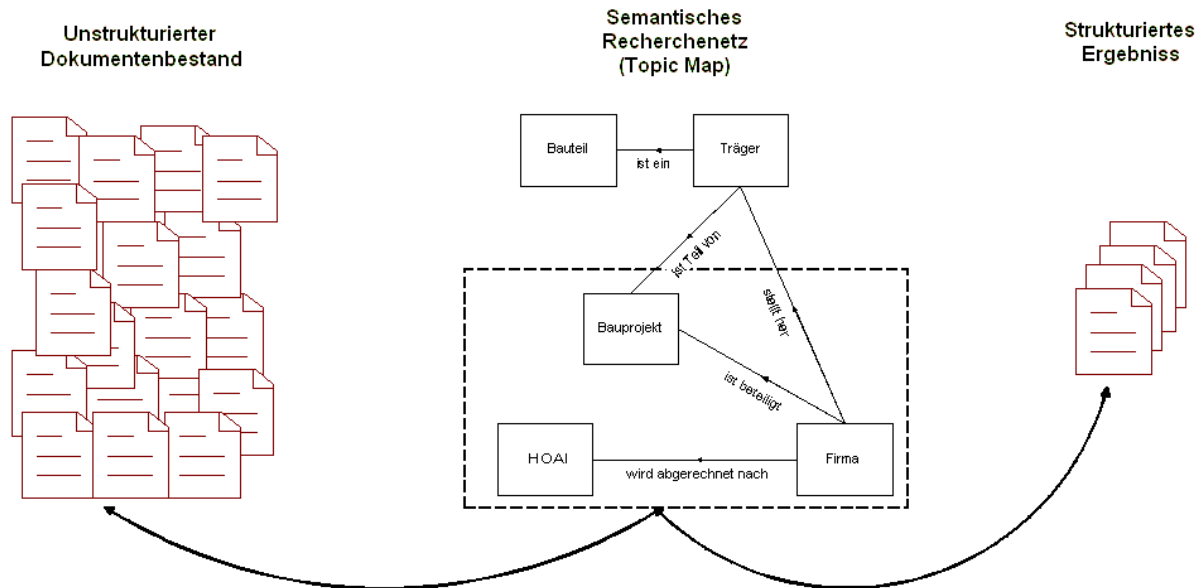 Unstrukturierter
Dokumentenbestand
Semantisches
Recherchenetz
(Topic Map)
Strukturiertes
Ergebniss
Bauteil
ist ein
Träger
ist Teil von
stellt her
Bauprojekt
ist beteiligt
HOAI
wird abgerechnet nach
Firma